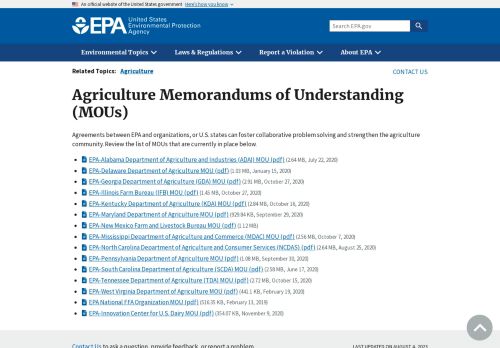 An official website of the United States government Here's how you know
EPA United States
Environmental Protection
Agency
Search EPA.gov
Environmental Topics Laws & Regulations Report a Violation About EPA
Related Topics: Agriculture CONTACT US
Agriculture Memorandums of Understanding
(MOUs)
Agreements between EPA and organizations, or U.S. states can foster collaborative problem solving and strengthen the agriculture
community. Review the list of MOUs that are currently in place below.
EPA-Alabama Department of Agriculture and Industries (ADAI) MOU (pdf) (2.64 MB, July 22, 2020)
EPA-Delaware Department of Agriculture MOU (pdf) (1.03 MB, January 15, 2020)
EPA-Georgia Department of Agriculture (GDA) MOU (pdf) (2.91 MB, October 27, 2020)
EPA-Illinois Farm Bureau (IFB) MOU (pdf) (1.45 MB, October 27, 2020)
EPA-Kentucky Department of Agriculture (KDA) MOU (pdf) (2.84 MB, October 18, 2020)
EPA-Maryland Department of Agriculture MOU (pdf) (929.84 KB, September 29, 2020)
EPA-New Mexico Farm and Livestock Bureau MOU (pdf) (1.12 MB)
EPA-Mississippi Department of Agriculture and Commerce (MDAC) MOU (pdf) (2.56 MB, October 7, 2020)
EPA-North Carolina Department of Agriculture and Consumer Services (NCDAS) (pdf) (2.64 MB, August 25, 2020)
EPA-Pennsylvania Department of Agriculture MOU (pdf) (1.08 MB, September 30, 2020)
EPA-South Carolina Department of Agriculture (SCDA) MOU (pdf) (2.58 MB, June 17, 2020)
EPA-Tennessee Department of Agriculture (TDA) MOU (pdf) (2.72 MB, October 15, 2020)
EPA-West Virginia Department of Agriculture MOU (pdf) (441.1 KB, February 19, 2020)
EPA National FFA Organization MOU (pdf) (516.35 KB, February 13, 2019)
EPA-Innovation Center for U.S. Dairy MOU (pdf) (354.07 KB, November 9, 2020)
Contact Us to ask a question, provide feedback, or report a problem.
LAST UPDATED ON AUGUST 4, 2023